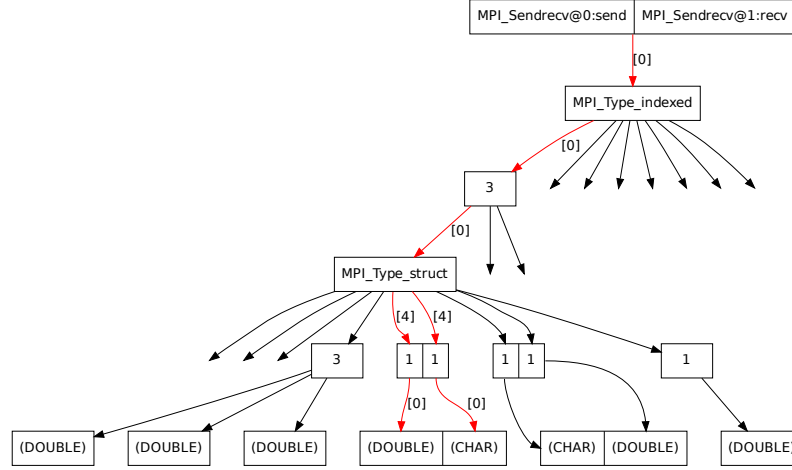 MPI_Sendrecv@0:send MPI_Sendrecv@1:recv
[0]
MPI_Type_indexed
[0]
3
[0]
MPI_Type_struct
[4] [4]
3 1 1 1 1 1
[0] [0]
(DOUBLE) (DOUBLE) (DOUBLE) (DOUBLE) (CHAR) (CHAR) (DOUBLE) (DOUBLE)